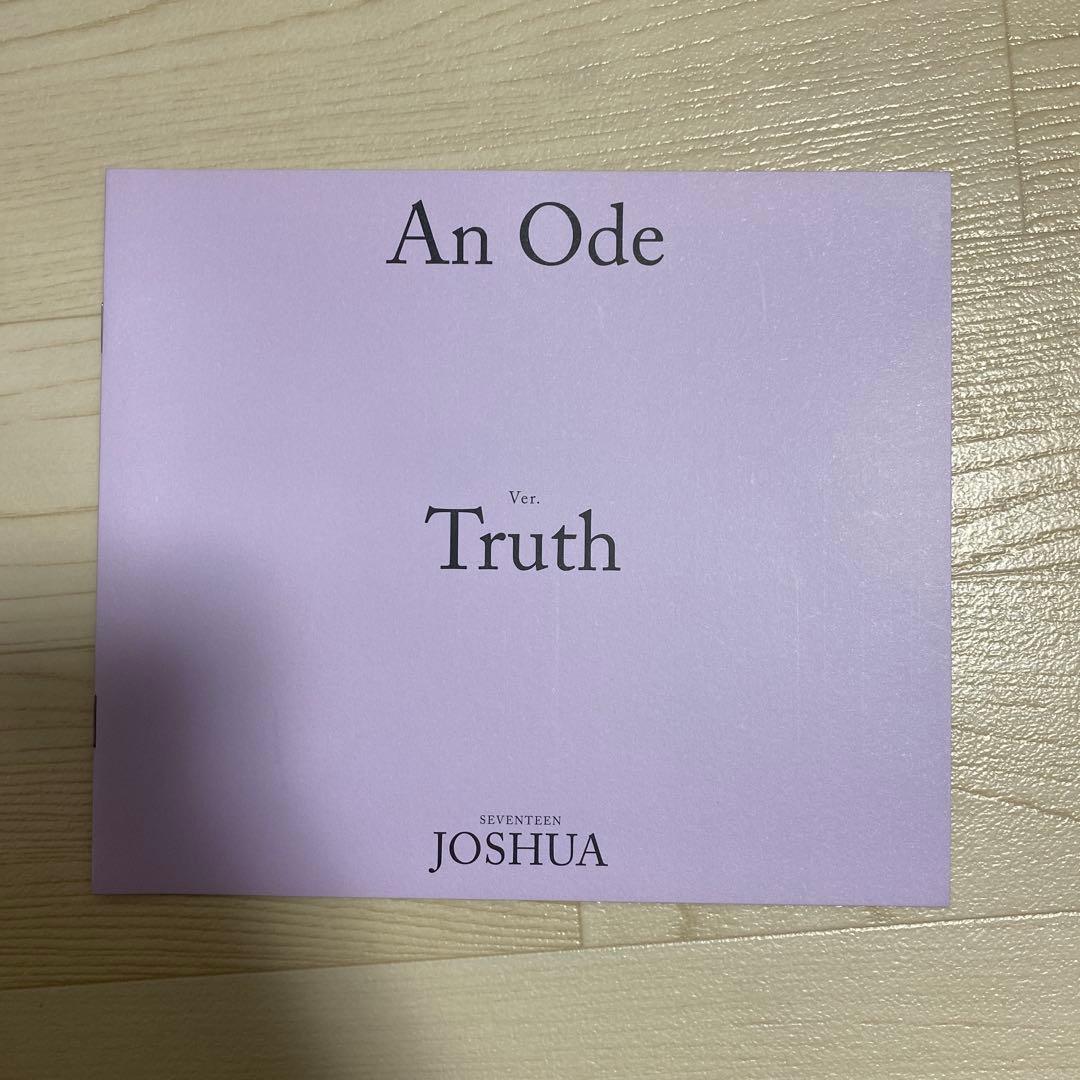 An Ode
Ver.
Truth
SEVENTEEN
JOSHUA